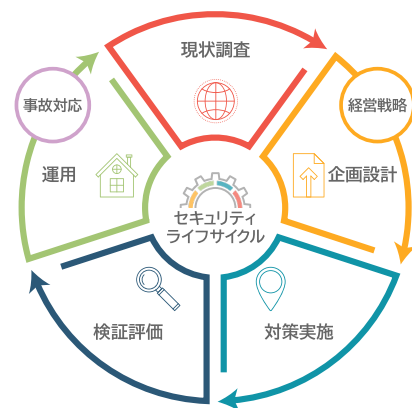 現状調査
事故対応
経営戦略
運用
企画設計
セキュリティ
ライフサイクル
検証評価
対策実施